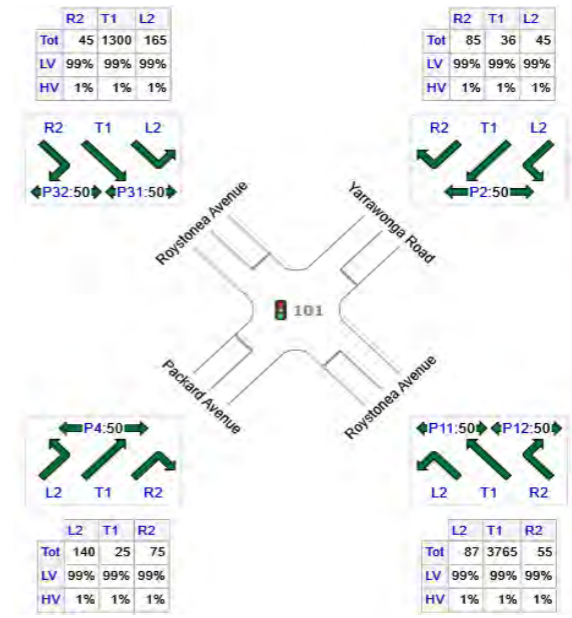 R2 T1 L2
Tot 45 1300 165
LV 99% 99% 99%
HV 1% 1% 1%
R2 T1 L2
Tot 85 36 45
LV 99% 99% 99%
HV 1% 1% 1%
R2 T1 L2
P32:50 P31:50
R2 T1 L2
P2:50
Roystonea Avenue
Yarrawonga Road
101
Packard Avenue
Roystonea Avenue
P4:50
L2 T1 R2
P11:50 P12:50
L2 T1 R2
L2 T1 R2
Tot 140 25 75
LV 99% 99% 99%
HV 1% 1% 1%
L2 T1 R2
Tot 87 3765 55
LV 99% 99% 99%
HV 1% 1% 1%